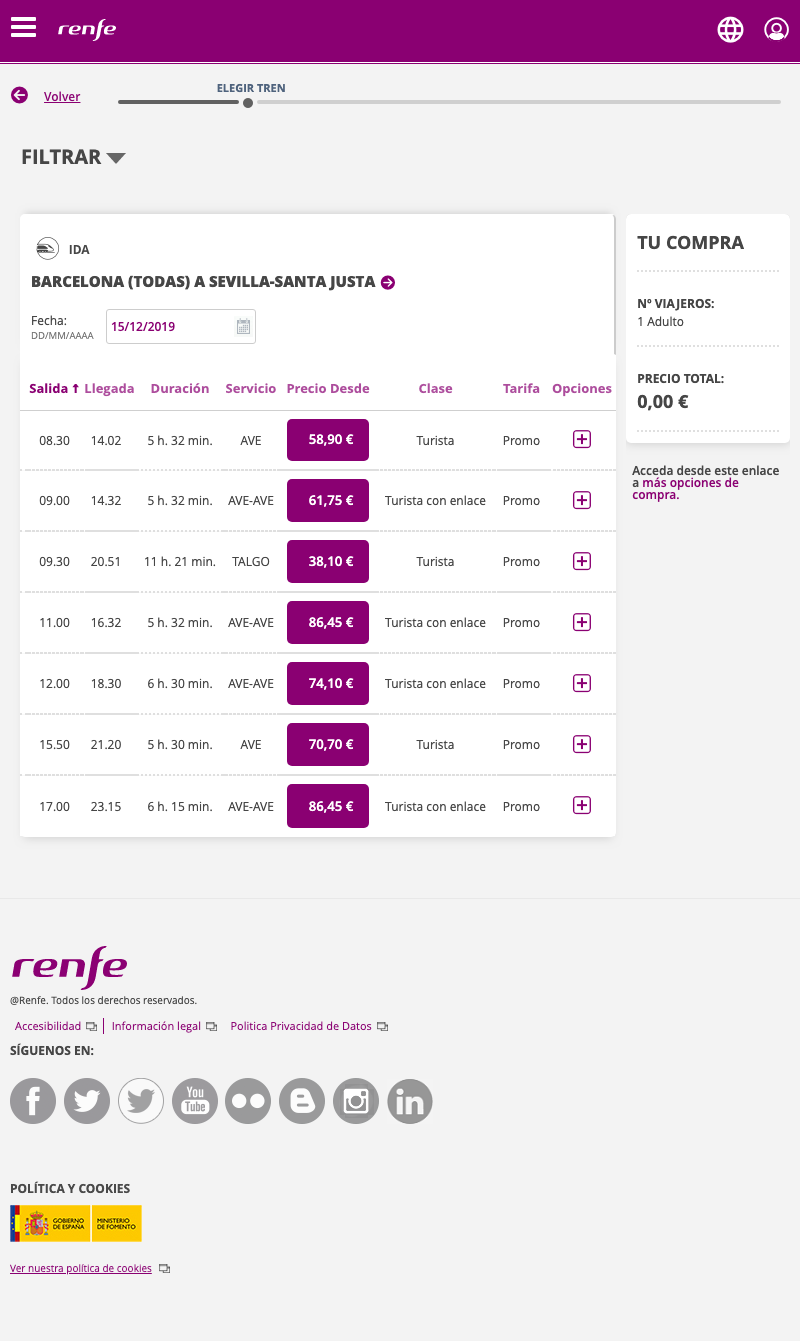 renfe
Volver
ELEGIR TREN
FILTRAR
IDA
BARCELONA (TODAS) A SEVILLA-SANTA JUSTA
Fecha:
DD/MM/AAAA
15/12/2019
Salida ↑ Llegada Duración Servicio Precio Desde Clase Tarifa Opciones
08.30 14.02 5 h. 32 min. AVE 58,90 € Turista Promo
09.00 14.32 5 h. 32 min. AVE-AVE 61,75 € Turista con enlace Promo
09.30 20.51 11 h. 21 min. TALGO 38,10 € Turista Promo
11.00 16.32 5 h. 32 min. AVE-AVE 86,45 € Turista con enlace Promo
12.00 18.30 6 h. 30 min. AVE-AVE 74,10 € Turista con enlace Promo
15.50 21.20 5 h. 30 min. AVE 70,70 € Turista Promo
17.00 23.15 6 h. 15 min. AVE-AVE 86,45 € Turista con enlace Promo
TU COMPRA
Nº VIAJEROS:
1 Adulto
PRECIO TOTAL:
0,00 €
Acceda desde este enlace
a más opciones de
compra.
renfe
@Renfe. Todos los derechos reservados.
Accesibilidad Información legal Politica Privacidad de Datos
SÍGUENOS EN:
You
Tube
in
POLÍTICA Y COOKIES
GOBIERNO
DE ESPAÑA
MINISTERIO
DE FOMENTO
Ver nuestra política de cookies